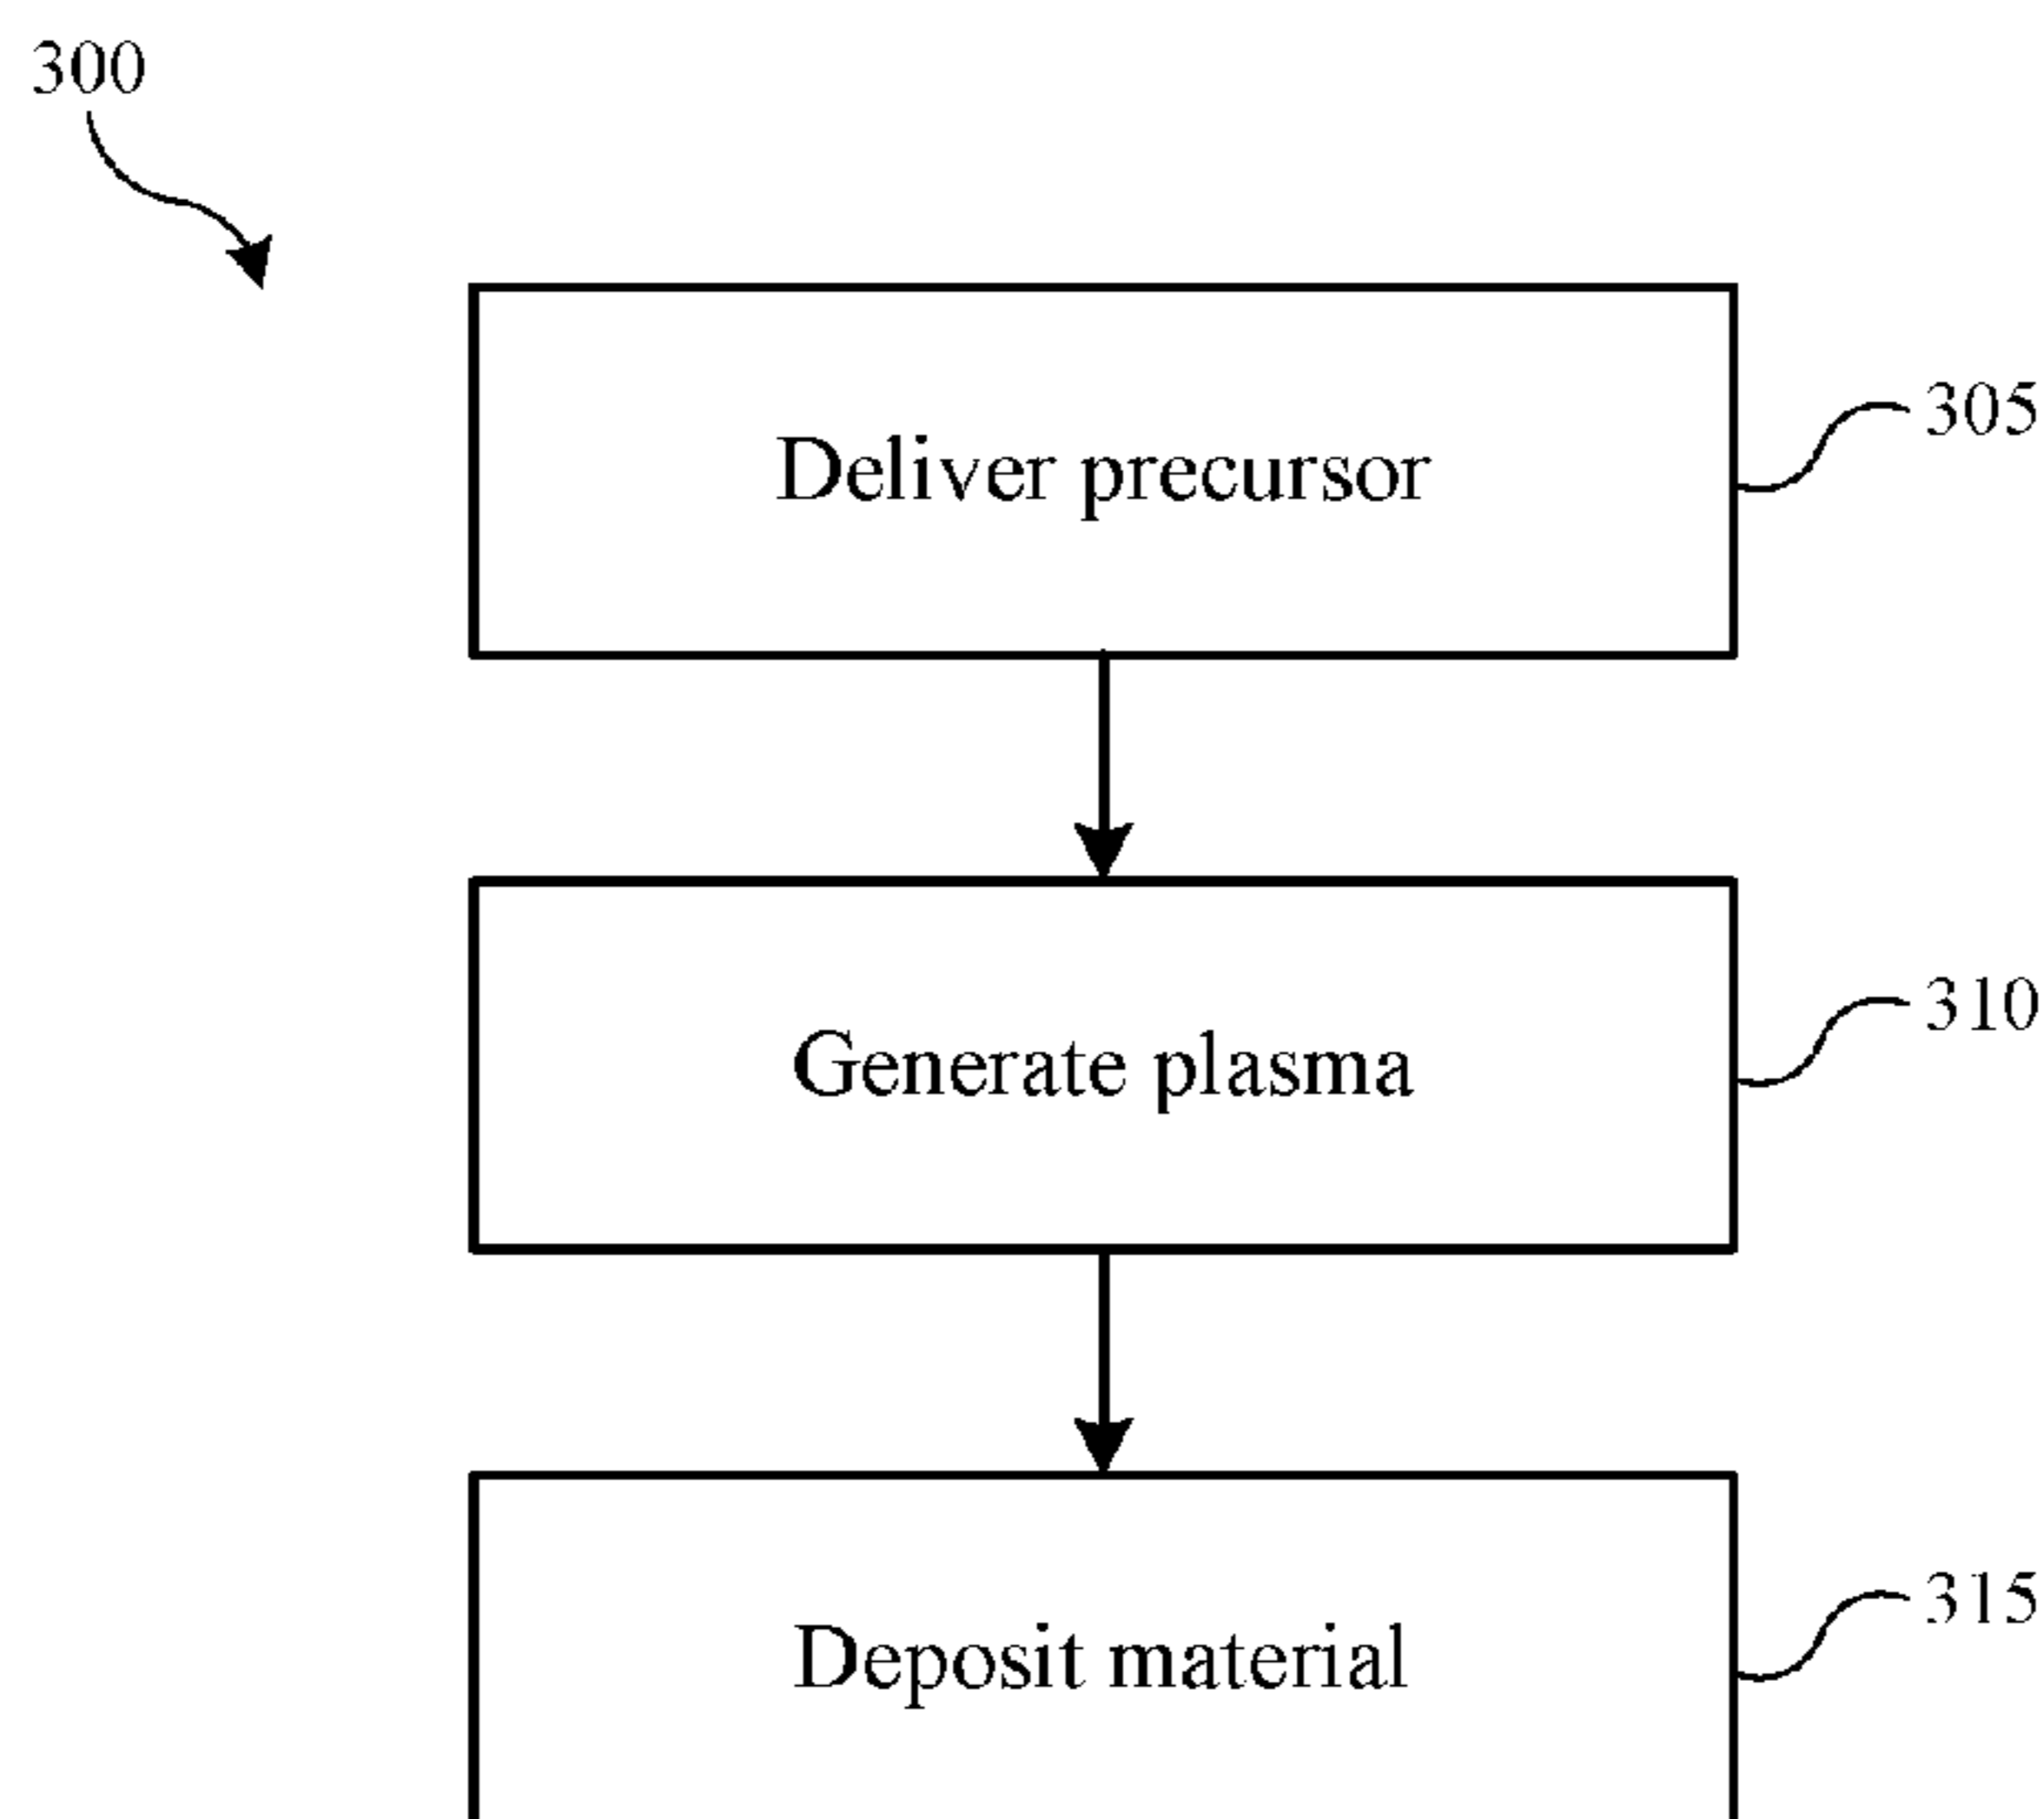 300
Deliver precursor
305
Generate plasma
310
Deposit material
315